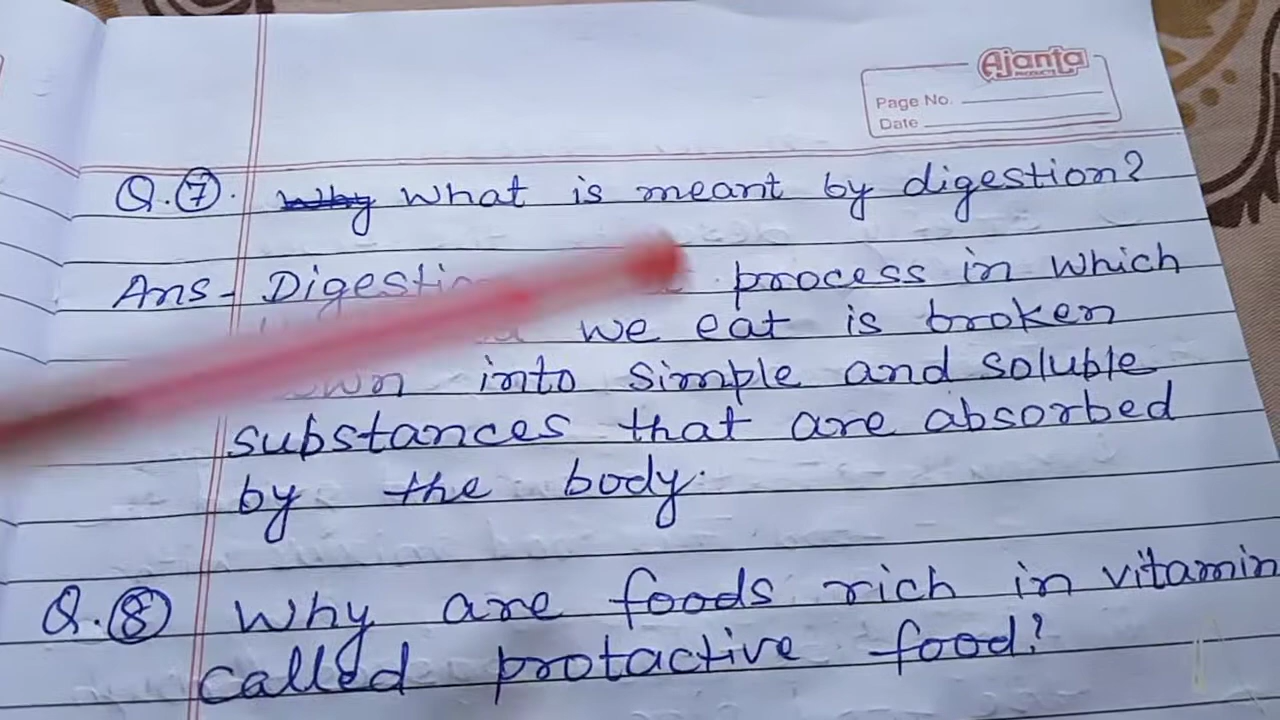 Ajanta
PRODUCTS
Page No.
Date
Q.7. Why What is meant by digestion?
Ans- process in which
we eat is broken
into simple and soluble
substances that are absorbed
by the body.
Q.8 Why are foods rich in vitamin
called protactive food?